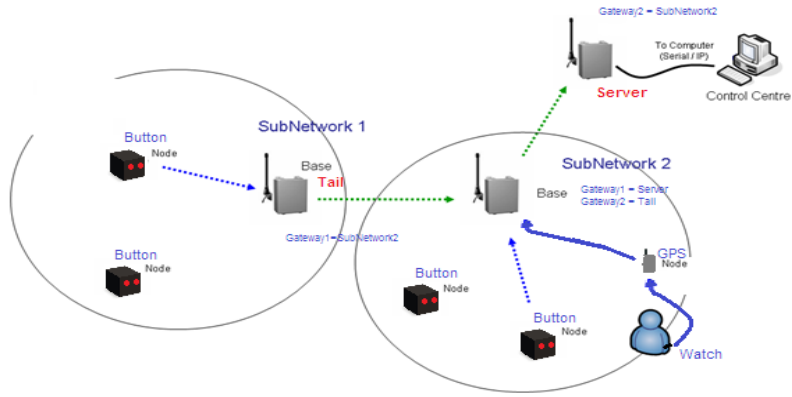 Gateway2 = SubNetwork2
To Computer
(Serial / IP)
Server
Control Centre
SubNetwork 1
Button
Node
Base
Tail
SubNetwork 2
Base
Gateway1 = Server
Gateway2 = Tail
Gateway1=SubNetwork2
Button
Node
GPS
Node
Button
Node
Button
Node
Watch